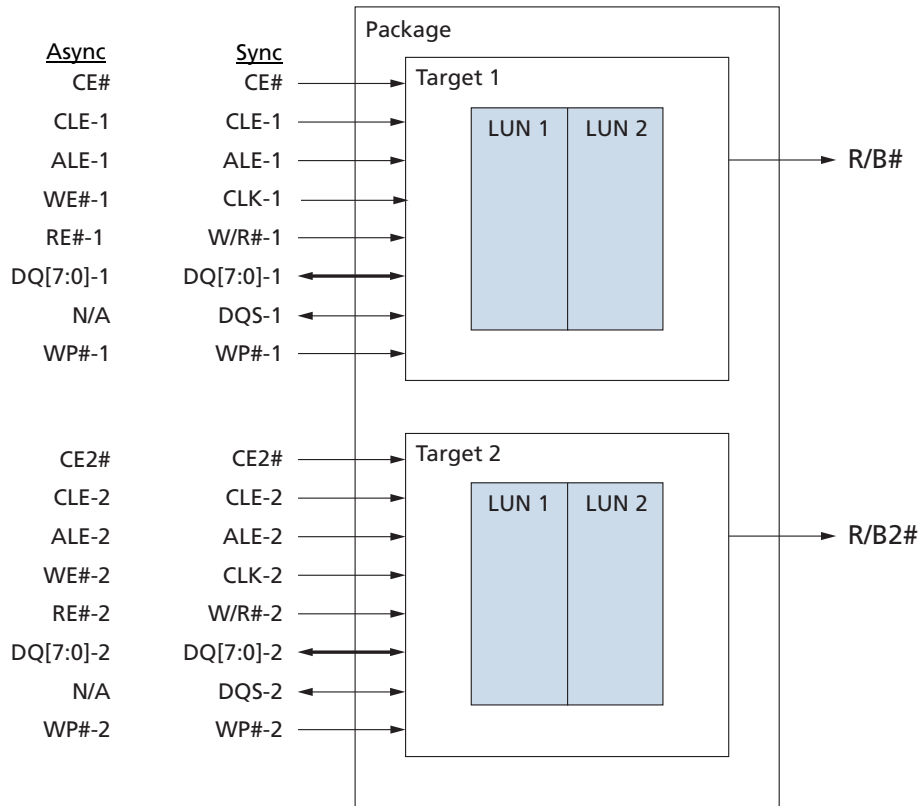 Package
Async Sync
CE# CE# Target 1
CLE-1 CLE-1 LUN 1 LUN 2
ALE-1 ALE-1 R/B#
WE#-1 CLK-1
RE#-1 W/R#-1
DQ[7:0]-1 DQ[7:0]-1
N/A DQS-1
WP#-1 WP#-1
CE2# CE2# Target 2
CLE-2 CLE-2 LUN 1 LUN 2
ALE-2 ALE-2 R/B2#
WE#-2 CLK-2
RE#-2 W/R#-2
DQ[7:0]-2 DQ[7:0]-2
N/A DQS-2
WP#-2 WP#-2